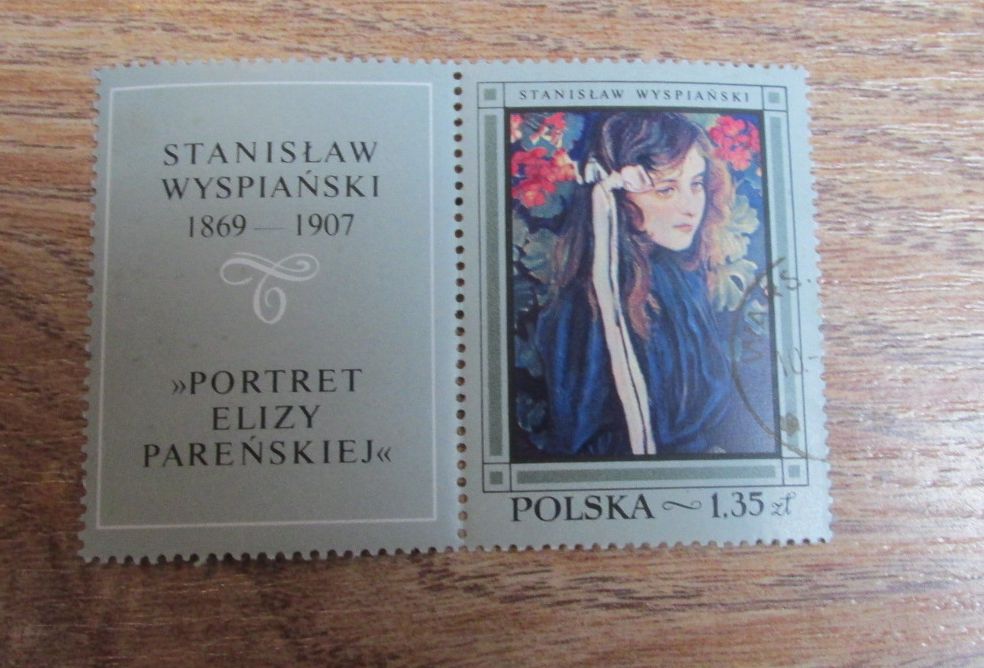 STANISŁAW
WYSPIAŃSKI
1869 — 1907
»PORTRET
ELIZY
PAREŃSKIEJ«
STANISŁAW WYSPIAŃSKI
POLSKA ~ 1.35 zł